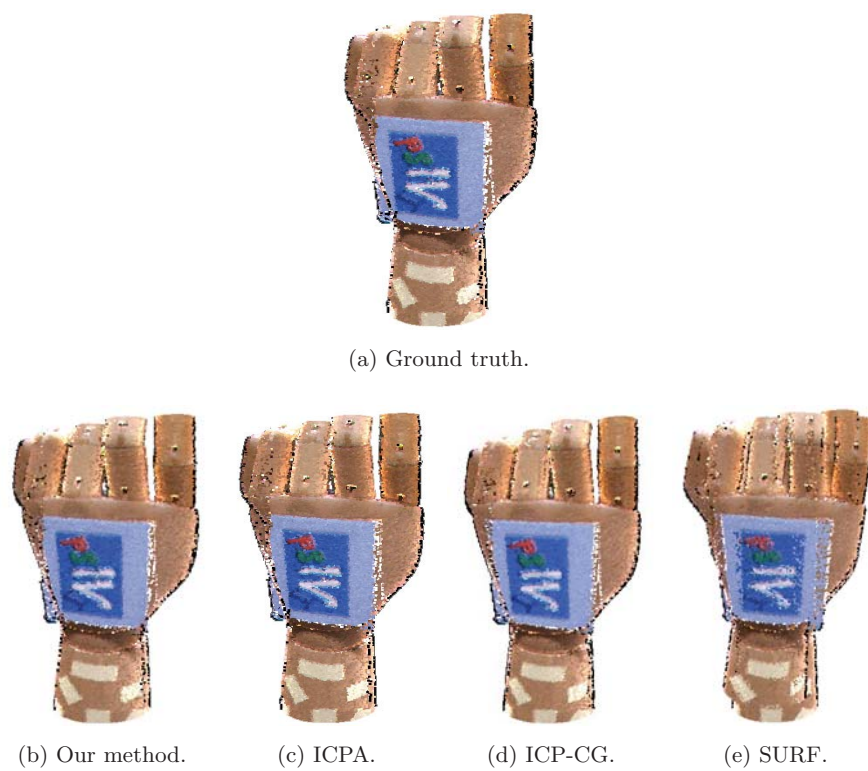 (a) Ground truth.
(b) Our method.
(c) ICPA.
(d) ICP-CG.
(e) SURF.